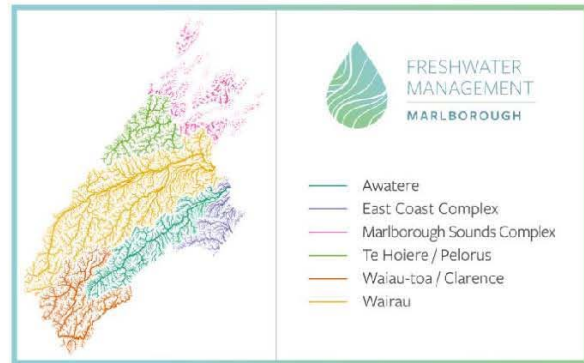 FRESHWATER
MANAGEMENT
MARLBOROUGH
Awatere
East Coast Complex
Marlborough Sounds Complex
Te Hoiere / Pelorus
Waiau-toa / Clarence
Wairau